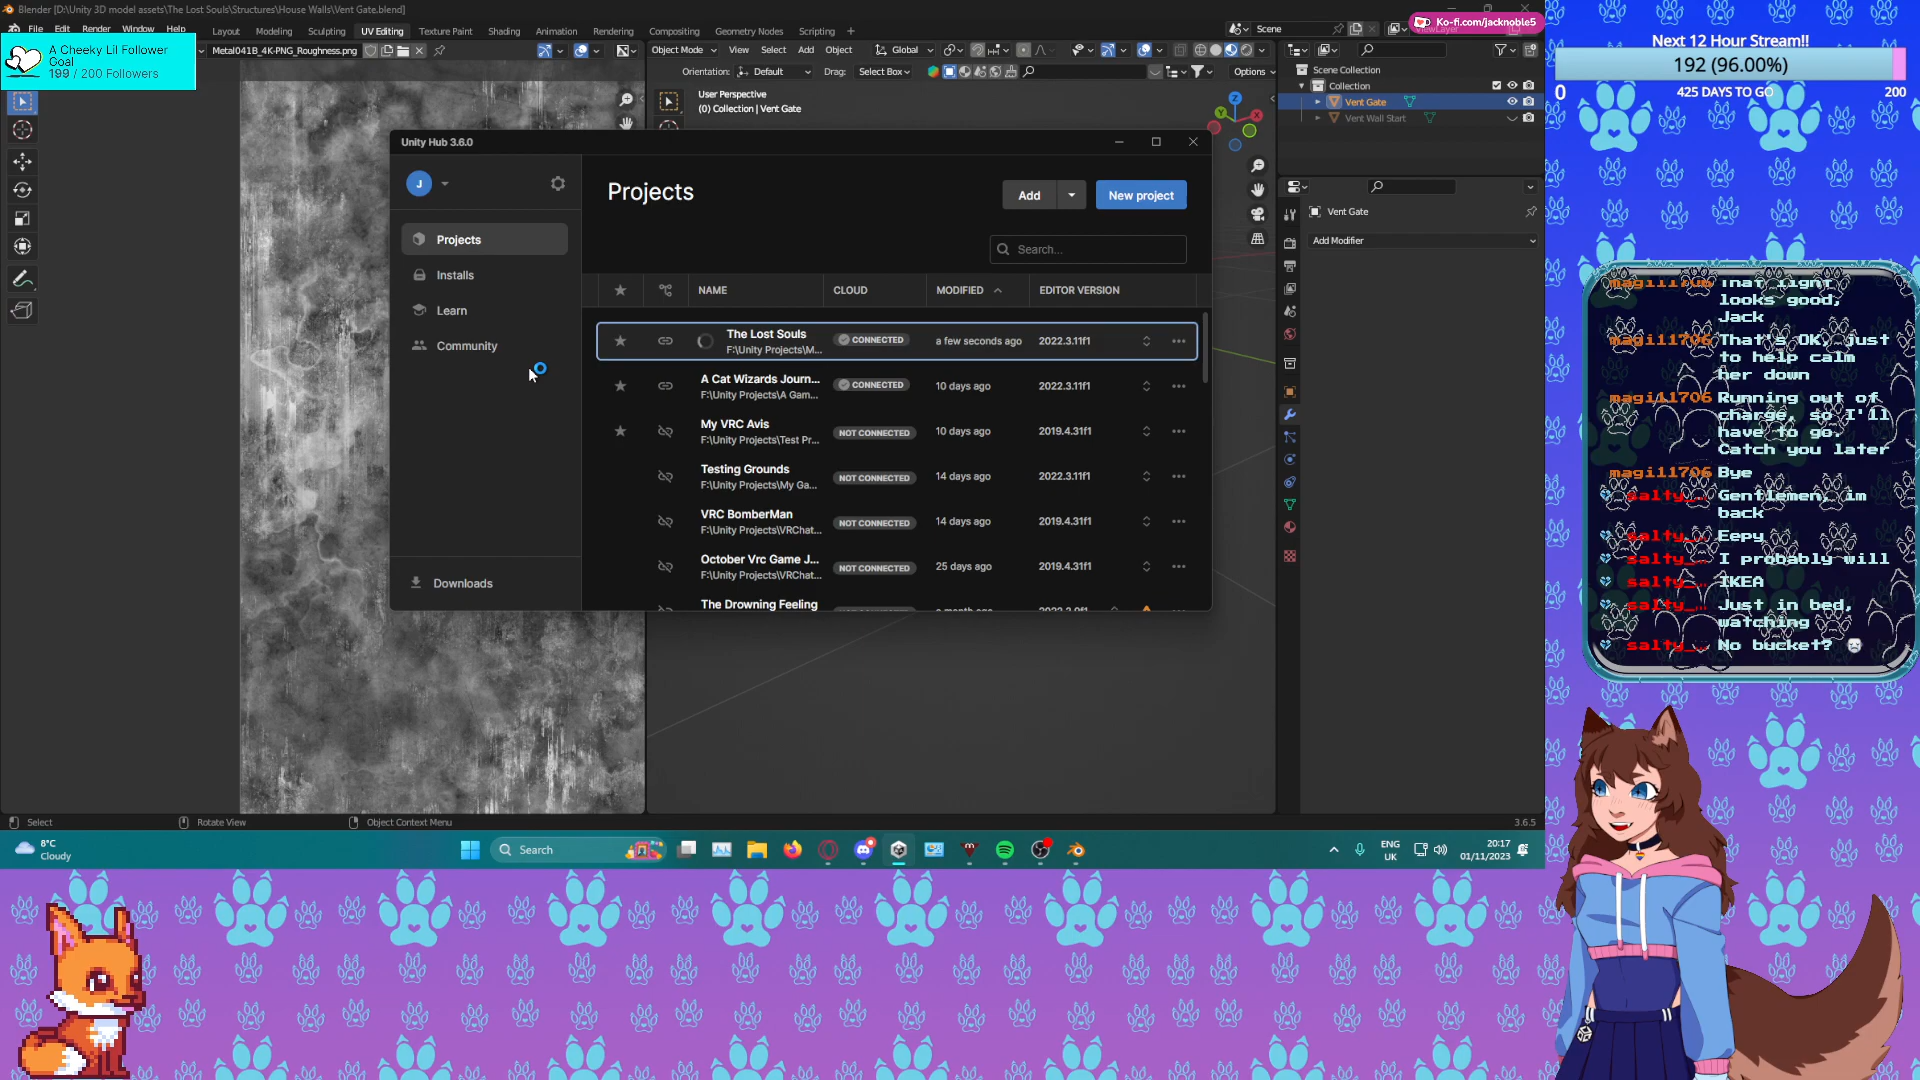 Blender [D:\Unity 3D model assets\The Lost Souls\Structures\House Walls\Vent Gate.blend]
File Edit Render Window Help Layout Modeling Sculpting UV Editing Texture Paint Shading Animation Rendering Compositing Geometry Nodes Scripting + Scene ViewLayer
Ko-fi.com/jacknoble5
A Cheeky Lil Follower
Goal
199 / 200 Followers
Metal041B_4K-PNG_Roughness.png
Object Mode View Select Add Object Global
Orientation: Default Drag: Select Box Options
User Perspective
(0) Collection | Vent Gate
Scene Collection
Collection
Vent Gate
Vent Wall Start
Vent Gate
Add Modifier
Unity Hub 3.6.0
J
Projects
Installs
Learn
Community
Downloads
Projects
Add
New project
Search...
NAME CLOUD MODIFIED EDITOR VERSION
The Lost Souls CONNECTED a few seconds ago 2022.3.11f1
F:\Unity Projects\M...
A Cat Wizards Journ... CONNECTED 10 days ago 2022.3.11f1
F:\Unity Projects\A Gam...
My VRC Avis NOT CONNECTED 10 days ago 2019.4.31f1
F:\Unity Projects\Test Pr...
Testing Grounds NOT CONNECTED 14 days ago 2022.3.11f1
F:\Unity Projects\My Ga...
VRC BomberMan NOT CONNECTED 14 days ago 2019.4.31f1
F:\Unity Projects\VRChat...
October Vrc Game J... NOT CONNECTED 25 days ago 2019.4.31f1
F:\Unity Projects\VRChat...
The Drowning Feeling
Select Rotate View Object Context Menu 3.6.5
8°C
Cloudy
Search
ENG
UK
20:17
01/11/2023
Next 12 Hour Stream!!
192 (96.00%)
0 425 DAYS TO GO 200
magi11706 That light
looks good,
Jack
magi11706 That's OK, just
to help calm
her down
magi11706 Running out of
charge, so I'll
have to go.
Catch you later
magi11706 Bye
salty_… Gentlemen, im
back
salty_… Eepy
salty_… I probably will
salty_… IKEA
salty_… Just in bed,
watching
salty_… No bucket?